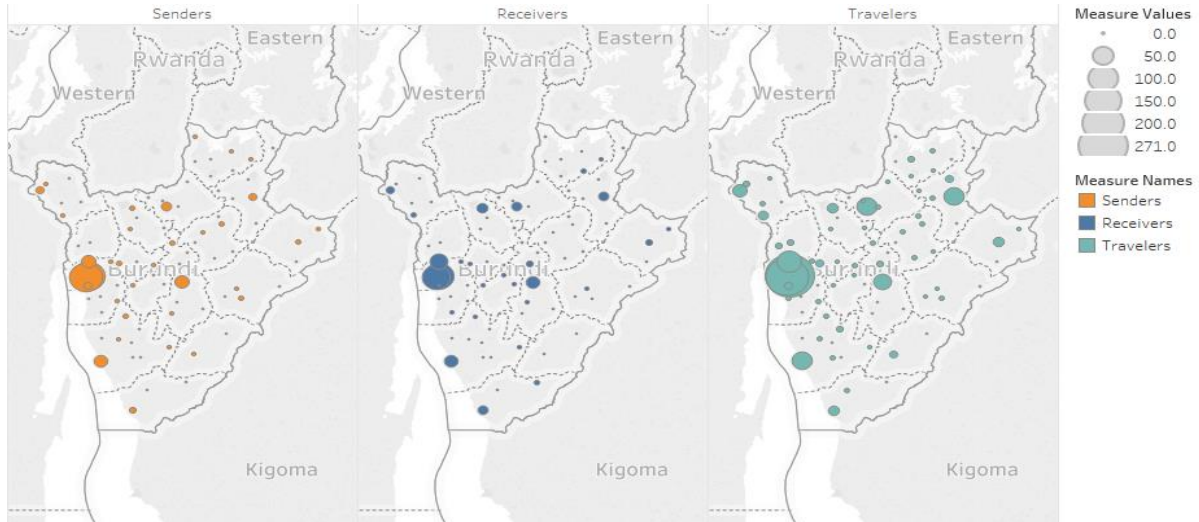 Senders
Receivers
Travelers
Eastern
Rwanda
Western
Burundi
Kigoma
Eastern
Rwanda
Western
Burundi
Kigoma
Eastern
Rwanda
Western
Burundi
Kigoma
Measure Values
0.0
50.0
100.0
150.0
200.0
271.0
Measure Names
Senders
Receivers
Travelers